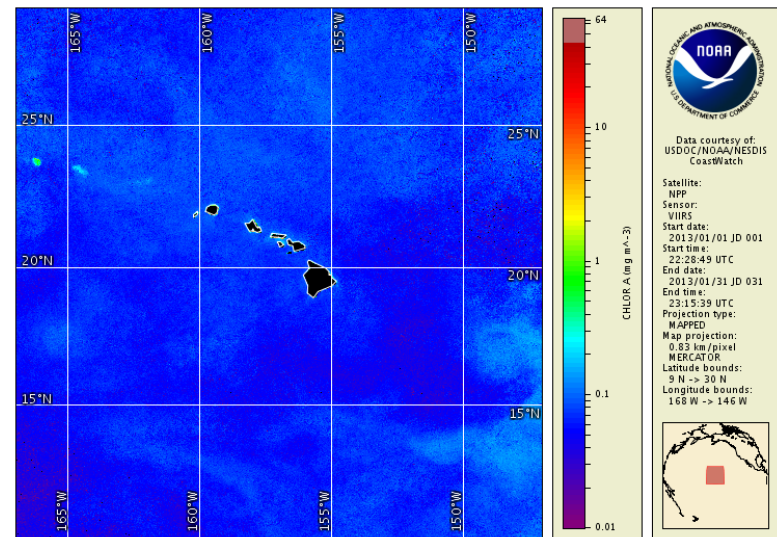 165°W
160°W
155°W
150°W
25°N
25°N
20°N
20°N
15°N
15°N
165°W
160°W
155°W
150°W
64
10
1
0.1
0.01
CHLOR A (mg m^-3)
NATIONAL OCEANIC AND ATMOSPHERIC ADMINISTRATION
NOAA
U.S. DEPARTMENT OF COMMERCE
Data courtesy of:
USDOC/NOAA/NESDIS
CoastWatch
Satellite:
NPP
Sensor:
VIIRS
Start date:
2013/01/01 JD 001
Start time:
22:28:49 UTC
End date:
2013/01/31 JD 031
End time:
23:15:39 UTC
Projection type:
MAPPED
Map projection:
0.83 km/pixel
MERCATOR
Latitude bounds:
9 N -> 30 N
Longitude bounds:
168 W -> 146 W